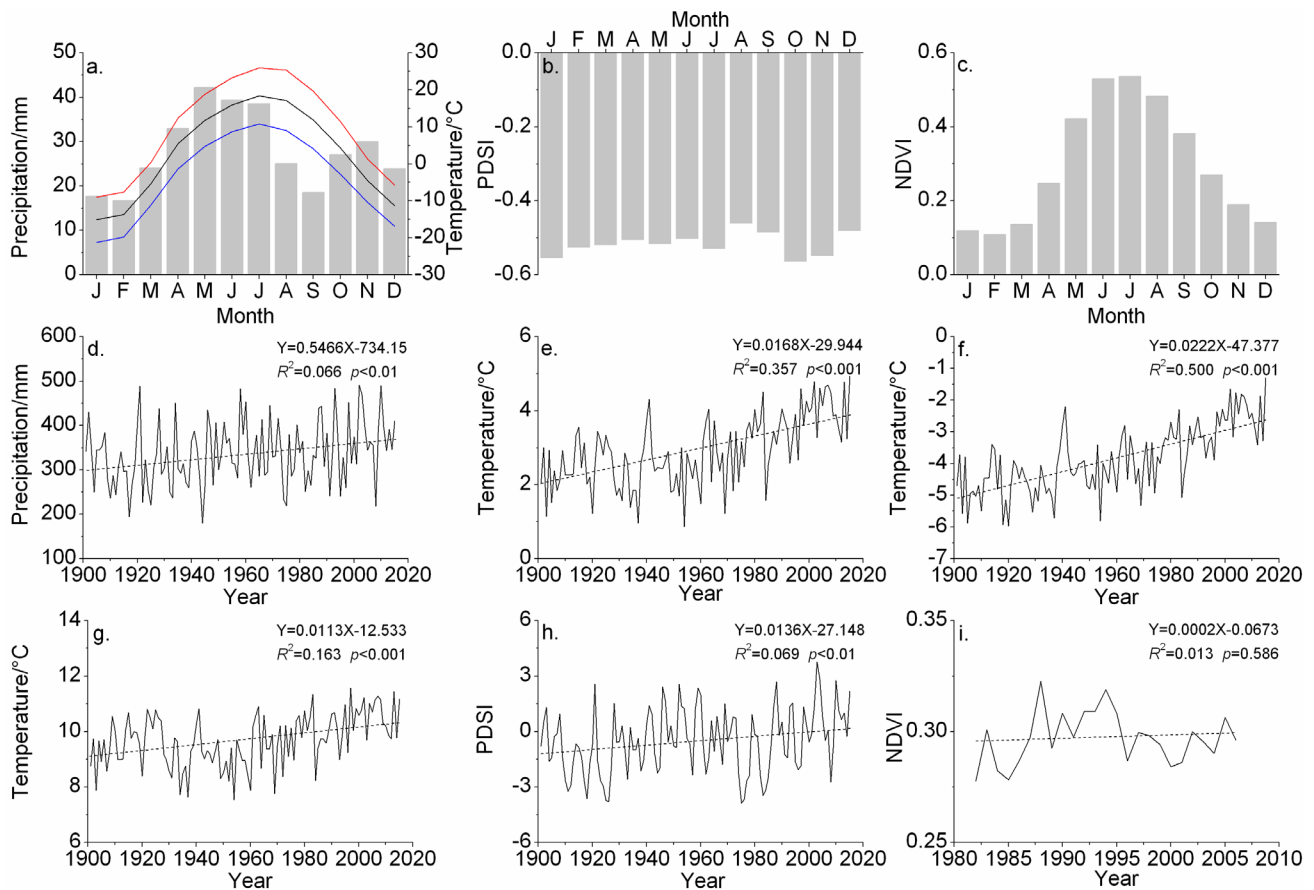 Month
J F M A M J J A S O N D
a.
Precipitation/mm
50
40
30
20
10
0
30
20
10
0
-10
-20
-30
Temperature/°C
J F M A M J J A S O N D
Month
b.
PDSI
0.0
-0.2
-0.4
-0.6
c.
NDVI
0.6
0.4
0.2
0.0
J F M A M J J A S O N D
Month
d.
Y=0.5466X-734.15
R²=0.066 p<0.01
Precipitation/mm
600
500
400
300
200
100
1900 1920 1940 1960 1980 2000 2020
Year
e.
Y=0.0168X-29.944
R²=0.357 p<0.001
Temperature/°C
6
4
2
0
1900 1920 1940 1960 1980 2000 2020
Year
f.
Y=0.0222X-47.377
R²=0.500 p<0.001
Temperature/°C
0
-1
-2
-3
-4
-5
-6
-7
1900 1920 1940 1960 1980 2000 2020
Year
g.
Y=0.0113X-12.533
R²=0.163 p<0.001
Temperature/°C
14
12
10
8
6
1900 1920 1940 1960 1980 2000 2020
Year
h.
Y=0.0136X-27.148
R²=0.069 p<0.01
PDSI
6
3
0
-3
-6
1900 1920 1940 1960 1980 2000 2020
Year
i.
Y=0.0002X-0.0673
R²=0.013 p=0.586
NDVI
0.35
0.30
0.25
1980 1985 1990 1995 2000 2005 2010
Year